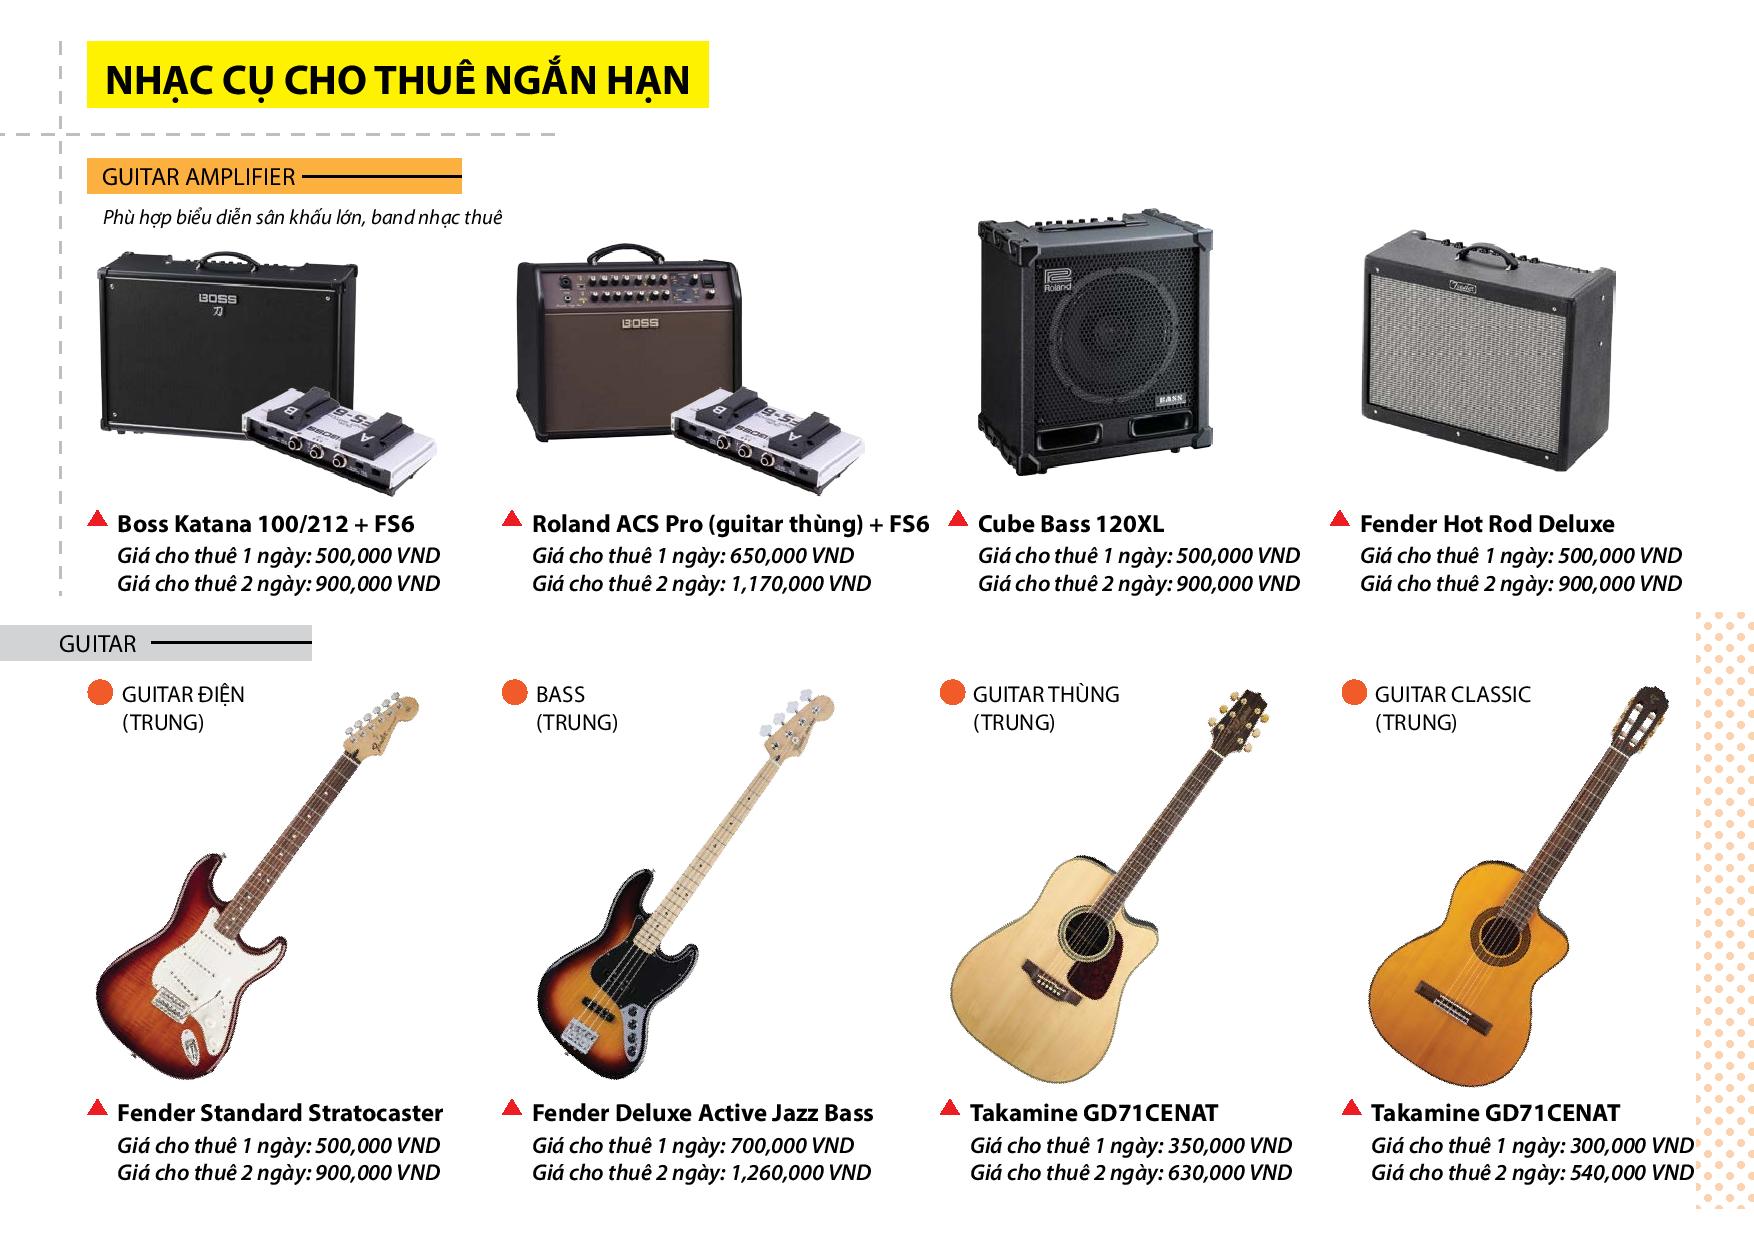 NHẠC CỤ CHO THUÊ NGẮN HẠN
GUITAR AMPLIFIER
Phù hợp biểu diễn sân khấu lớn, band nhạc thuê
BOSS
刀
BOSS
Roland
BASS
Fender
B
A
FS-6
BOSS
B
A
BOSS
Boss Katana 100/212 + FS6
Giá cho thuê 1 ngày: 500,000 VND
Giá cho thuê 2 ngày: 900,000 VND
Roland ACS Pro (guitar thùng) + FS6
Giá cho thuê 1 ngày: 650,000 VND
Giá cho thuê 2 ngày: 1,170,000 VND
Cube Bass 120XL
Giá cho thuê 1 ngày: 500,000 VND
Giá cho thuê 2 ngày: 900,000 VND
Fender Hot Rod Deluxe
Giá cho thuê 1 ngày: 500,000 VND
Giá cho thuê 2 ngày: 900,000 VND
GUITAR
GUITAR ĐIỆN
(TRUNG)
BASS
(TRUNG)
GUITAR THÙNG
(TRUNG)
GUITAR CLASSIC
(TRUNG)
Fender
Fender Standard Stratocaster
Giá cho thuê 1 ngày: 500,000 VND
Giá cho thuê 2 ngày: 900,000 VND
Fender Deluxe Active Jazz Bass
Giá cho thuê 1 ngày: 700,000 VND
Giá cho thuê 2 ngày: 1,260,000 VND
Takamine GD71CENAT
Giá cho thuê 1 ngày: 350,000 VND
Giá cho thuê 2 ngày: 630,000 VND
Takamine GD71CENAT
Giá cho thuê 1 ngày: 300,000 VND
Giá cho thuê 2 ngày: 540,000 VND